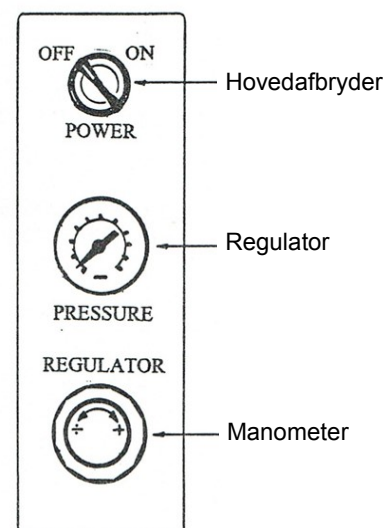 OFF ON
Hovedafbryder
POWER
Regulator
PRESSURE
REGULATOR
÷ +
Manometer